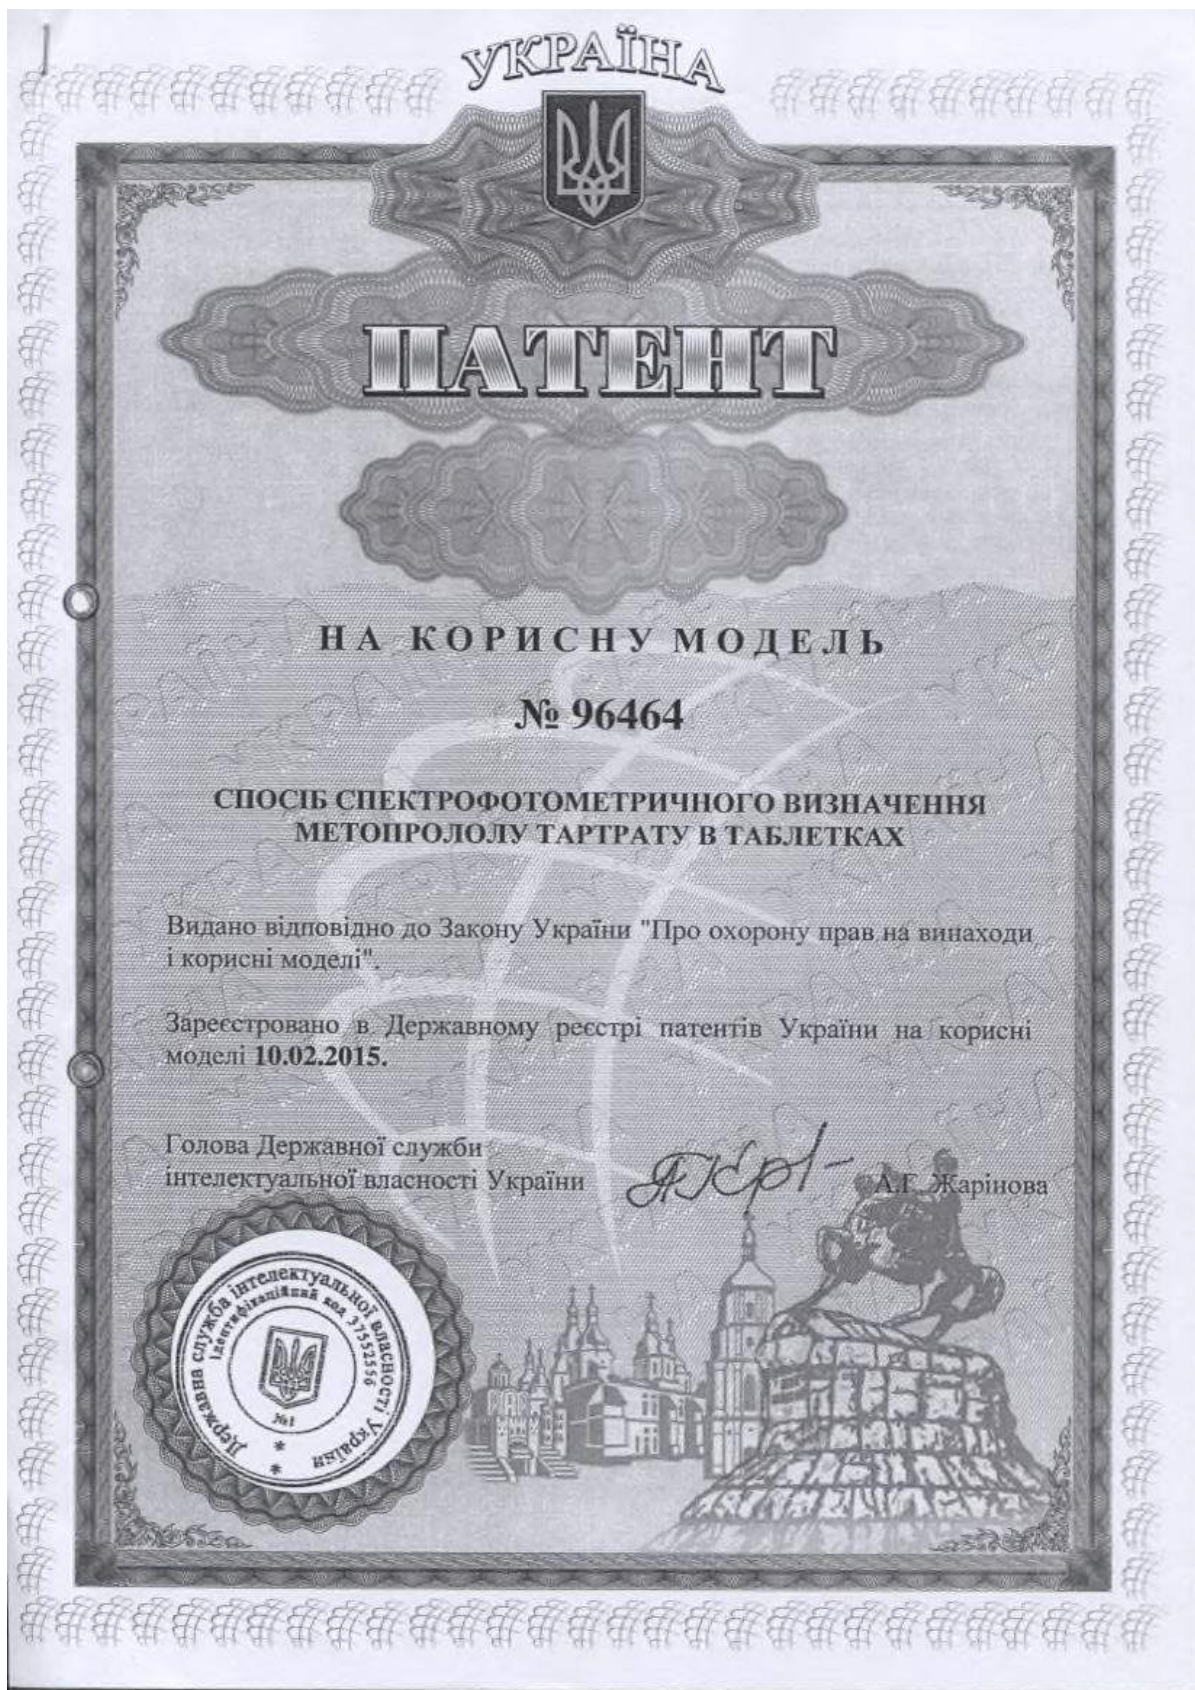 УКРАЇНА
ПАТЕНТ
НА КОРИСНУ МОДЕЛЬ
№ 96464
СПОСІБ СПЕКТРОФОТОМЕТРИЧНОГО ВИЗНАЧЕННЯ
МЕТОПРОЛОЛУ ТАРТРАТУ В ТАБЛЕТКАХ
Видано відповідно до Закону України "Про охорону прав на винаходи
і корисні моделі".
Зареєстровано в Державному реєстрі патентів України на корисні
моделі 10.02.2015.
Голова Державної служби
інтелектуальної власності України
А.Г. Жарінова
Державна служба інтелектуальної власності України
Ідентифікаційний код 37552556
№1